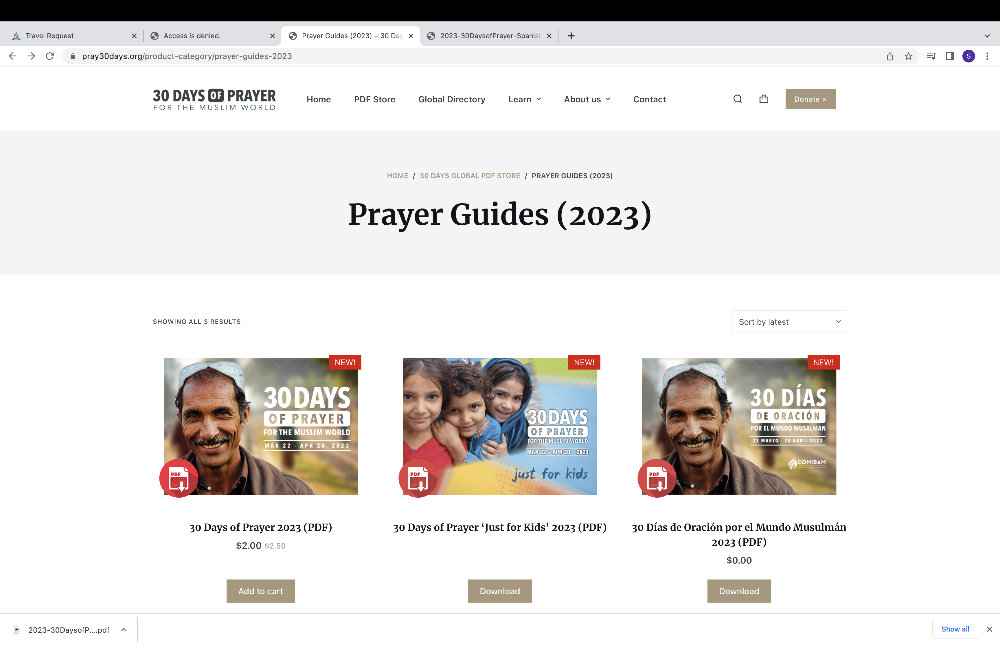 Travel Request
Access is denied.
Prayer Guides (2023) – 30 Day
2023-30DaysofPrayer-Spanish
pray30days.org/product-category/prayer-guides-2023
S
30 DAYS OF PRAYER
FOR THE MUSLIM WORLD
Home
PDF Store
Global Directory
Learn
About us
Contact
Donate »
HOME / 30 DAYS GLOBAL PDF STORE / PRAYER GUIDES (2023)
Prayer Guides (2023)
SHOWING ALL 3 RESULTS
Sort by latest
NEW!
30 DAYS
OF PRAYER
FOR THE MUSLIM WORLD
MAR 22 - APR 20, 2023
PDF
30 Days of Prayer 2023 (PDF)
$2.00 $2.50
Add to cart
NEW!
30 DAYS
OF PRAYER
FOR THE MUSLIM WORLD
MAR 22 – APR 20 2023
just for kids
PDF
30 Days of Prayer ‘Just for Kids’ 2023 (PDF)
Download
NEW!
30 DÍAS
DE ORACIÓN
POR EL MUNDO MUSALMAN
22 MARZO - 20 ABRIL 2023
COMIBAM
PDF
30 Días de Oración por el Mundo Musulmán
2023 (PDF)
$0.00
Download
2023-30DaysofP....pdf
Show all